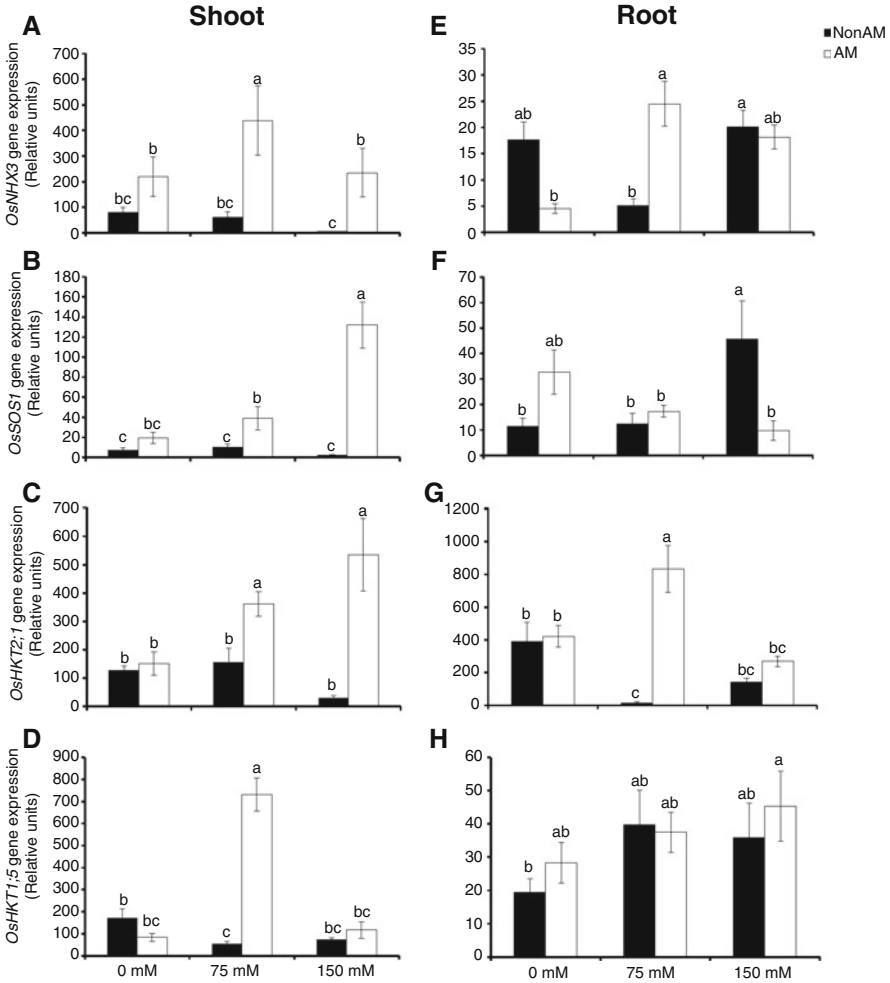 Shoot
Root
NonAM
AM
A
OsNHX3 gene expression
(Relative units)
700
600
500
400
300
200
100
0
bc
b
bc
a
c
b
E
35
30
25
20
15
10
5
0
ab
b
b
a
a
ab
B
OsSOS1 gene expression
(Relative units)
180
160
140
120
100
80
60
40
20
0
c
bc
c
b
c
a
F
70
60
50
40
30
20
10
0
b
ab
b
b
a
b
C
OsHKT2;1 gene expression
(Relative units)
700
600
500
400
300
200
100
0
b
b
b
a
b
a
G
1200
1000
800
600
400
200
0
b
b
c
a
bc
bc
D
OsHKT1;5 gene expression
(Relative units)
900
800
700
600
500
400
300
200
100
0
b
bc
c
a
bc
bc
0 mM
75 mM
150 mM
H
60
50
40
30
20
10
0
b
ab
ab
ab
ab
a
0 mM
75 mM
150 mM